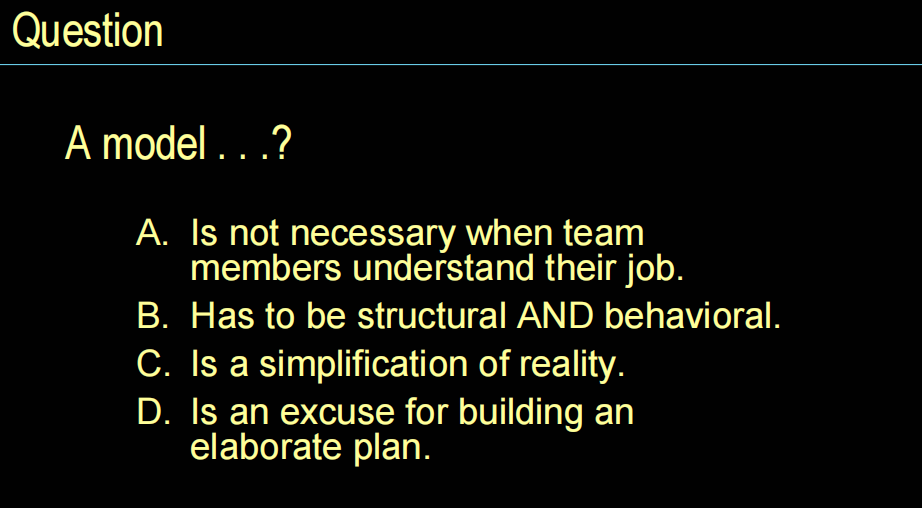 Question
A model . . .?
A. Is not necessary when team
members understand their job.
B. Has to be structural AND behavioral.
C. Is a simplification of reality.
D. Is an excuse for building an
elaborate plan.